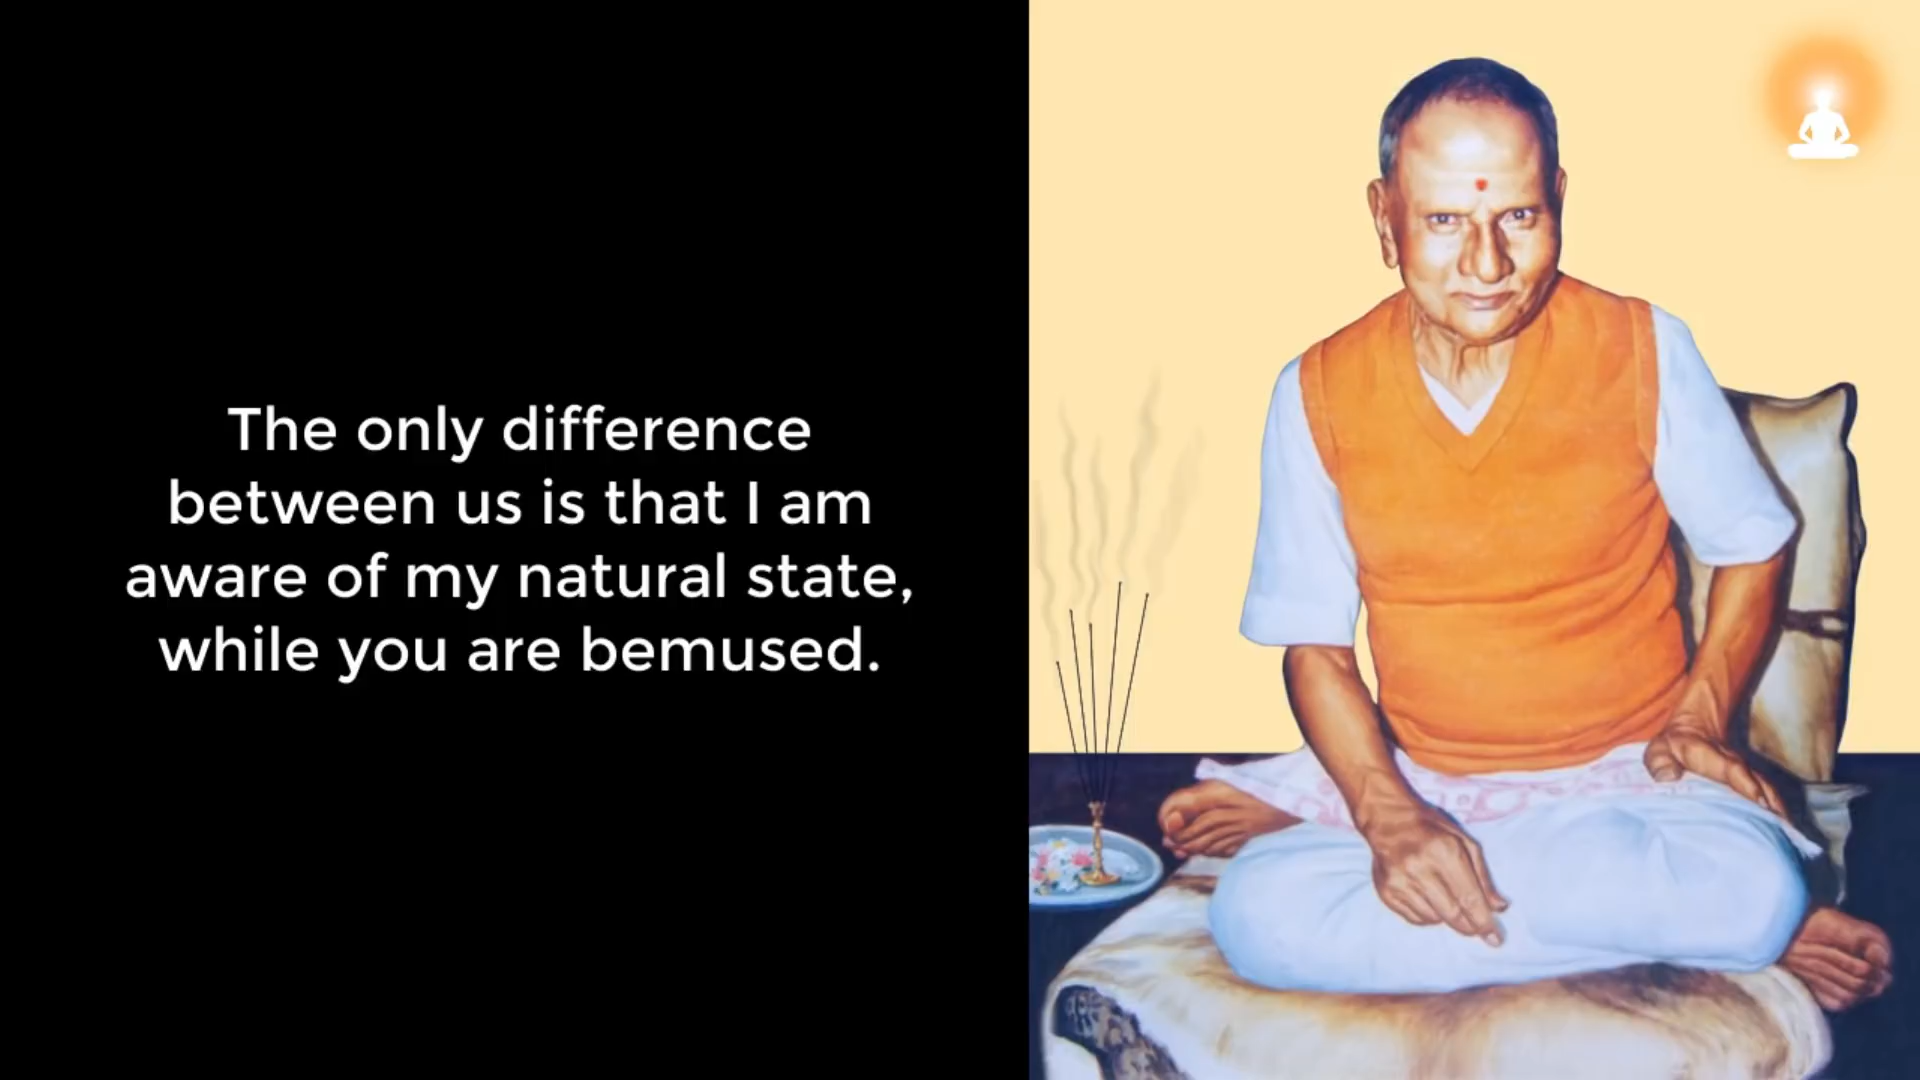 The only difference
between us is that I am
aware of my natural state,
while you are bemused.